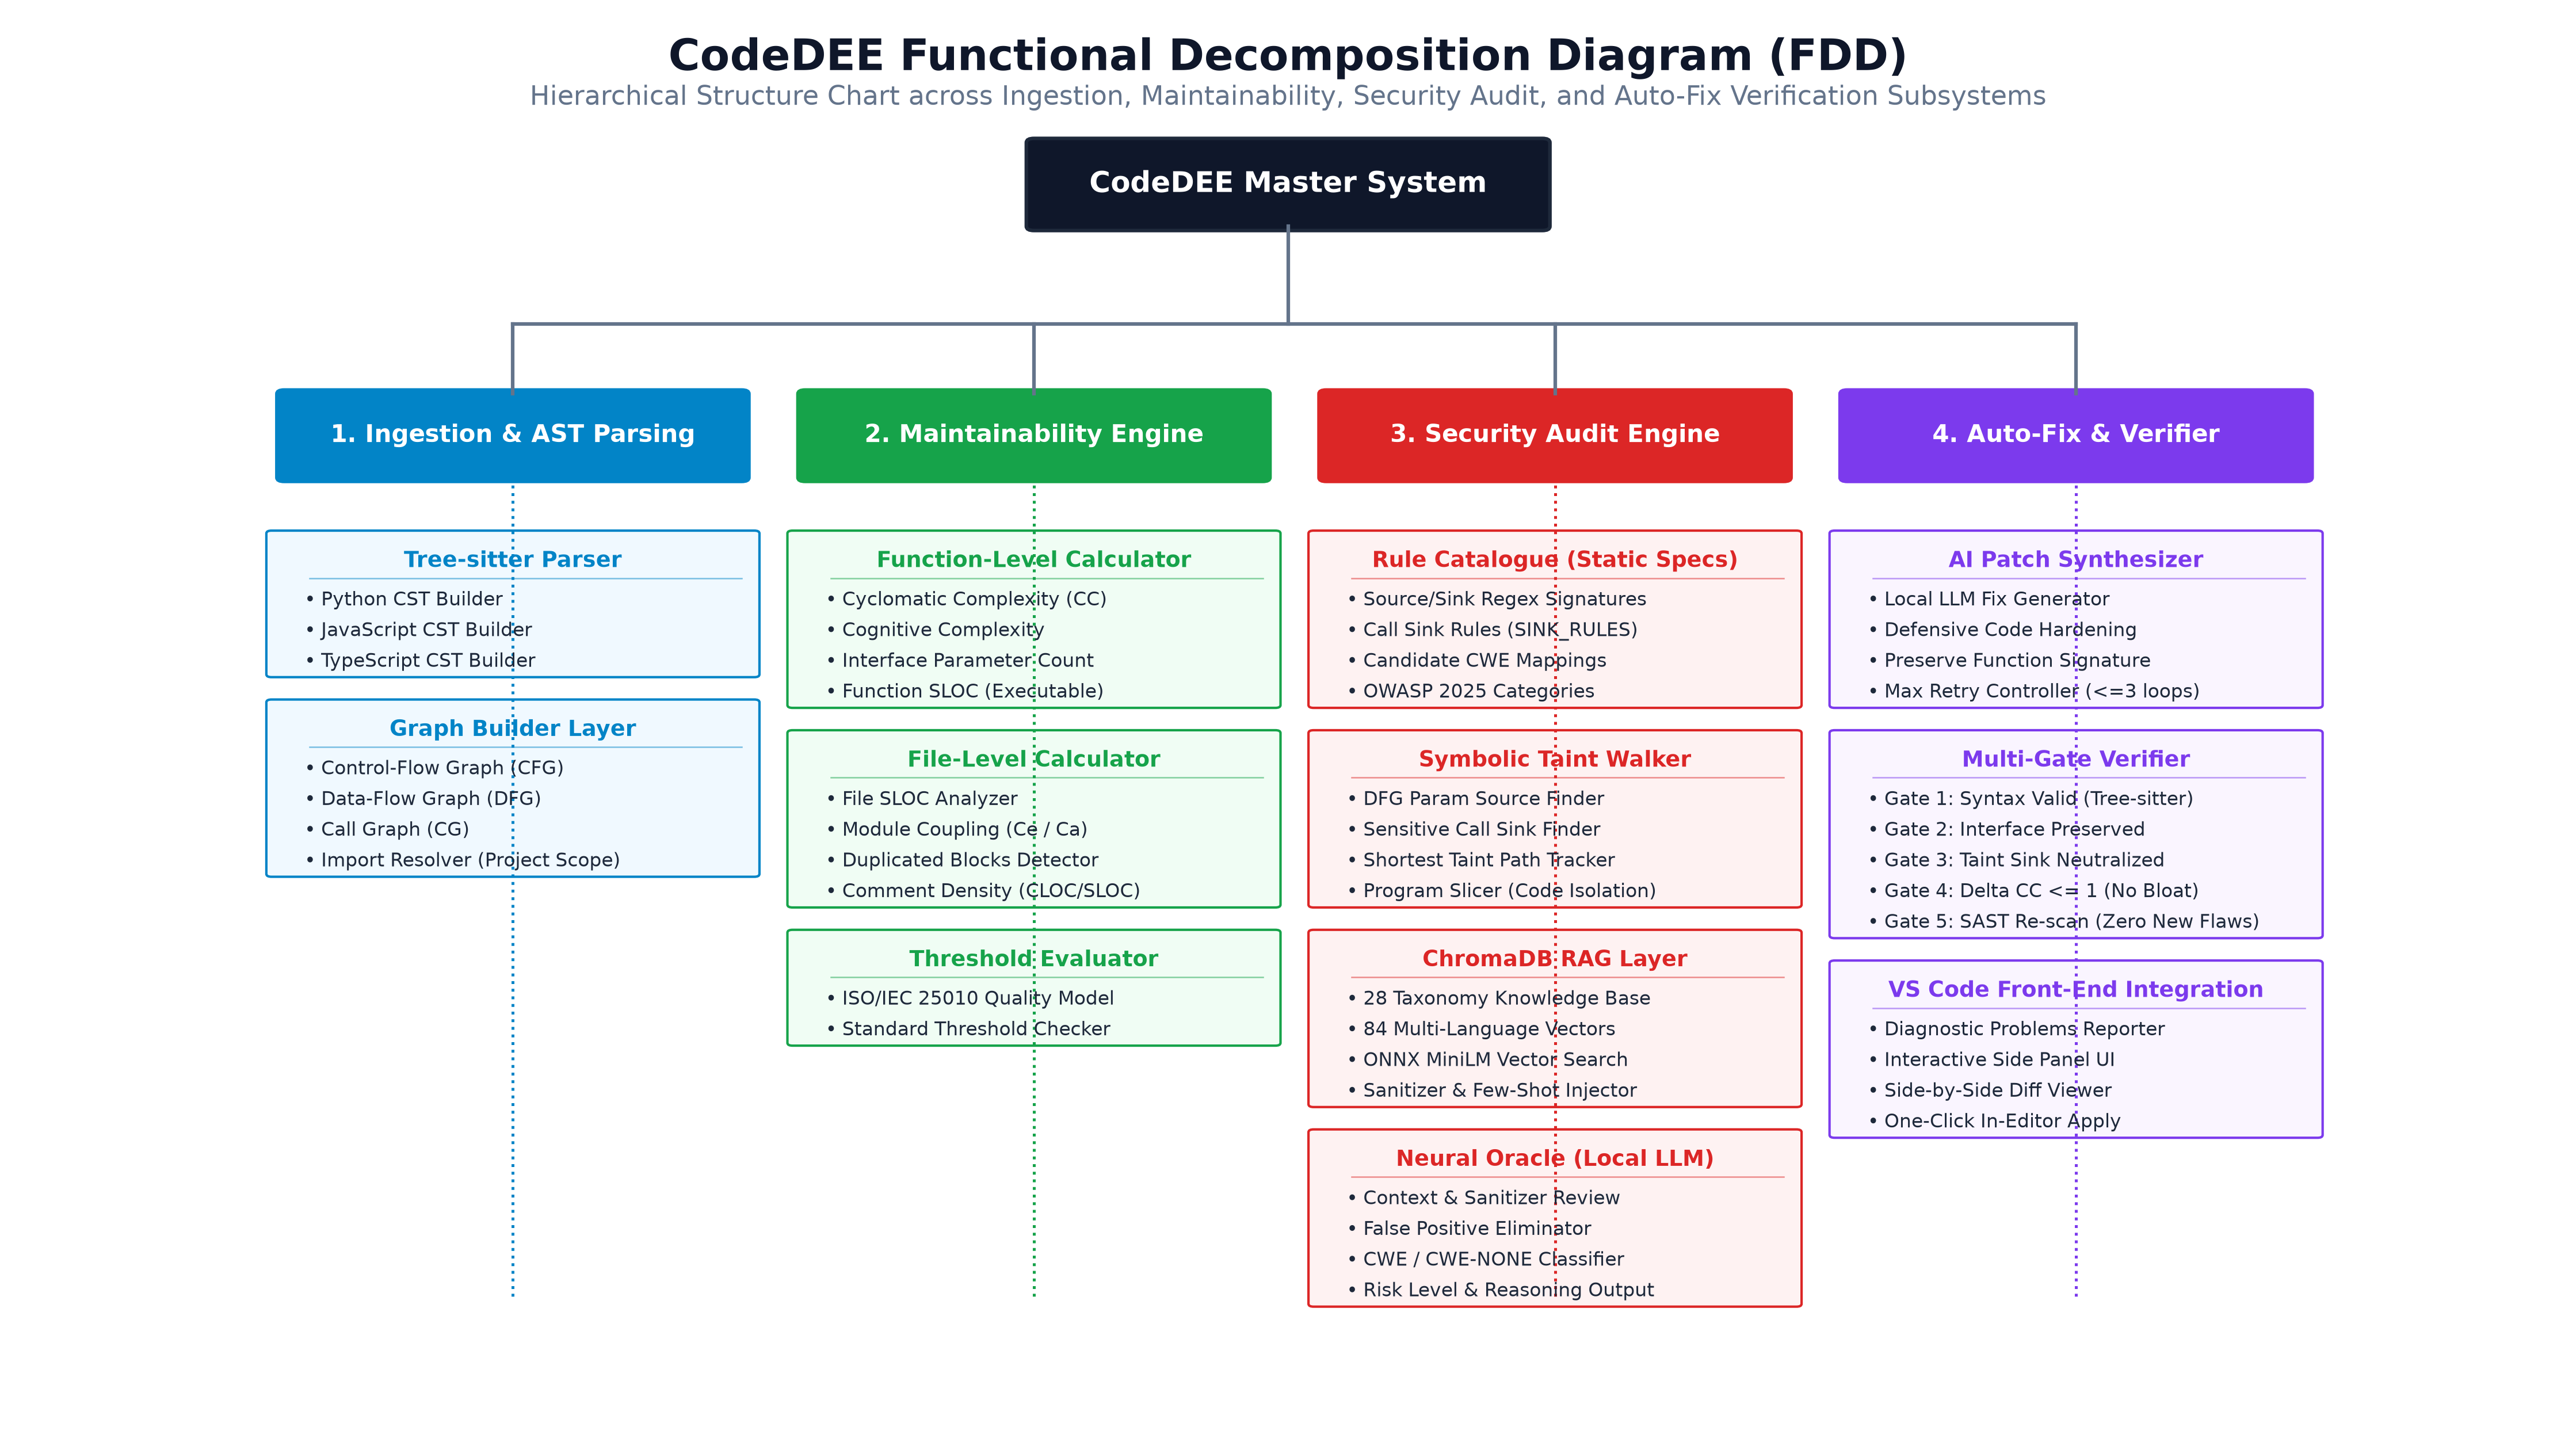 CodeDEE Functional Decomposition Diagram (FDD)
Hierarchical Structure Chart across Ingestion, Maintainability, Security Audit, and Auto-Fix Verification Subsystems
CodeDEE Master System
1. Ingestion & AST Parsing
Tree-sitter Parser
• Python CST Builder
• JavaScript CST Builder
• TypeScript CST Builder
Graph Builder Layer
• Control-Flow Graph (CFG)
• Data-Flow Graph (DFG)
• Call Graph (CG)
• Import Resolver (Project Scope)
2. Maintainability Engine
Function-Level Calculator
• Cyclomatic Complexity (CC)
• Cognitive Complexity
• Interface Parameter Count
• Function SLOC (Executable)
File-Level Calculator
• File SLOC Analyzer
• Module Coupling (Ce / Ca)
• Duplicated Blocks Detector
• Comment Density (CLOC/SLOC)
Threshold Evaluator
• ISO/IEC 25010 Quality Model
• Standard Threshold Checker
3. Security Audit Engine
Rule Catalogue (Static Specs)
• Source/Sink Regex Signatures
• Call Sink Rules (SINK_RULES)
• Candidate CWE Mappings
• OWASP 2025 Categories
Symbolic Taint Walker
• DFG Param Source Finder
• Sensitive Call Sink Finder
• Shortest Taint Path Tracker
• Program Slicer (Code Isolation)
ChromaDB RAG Layer
• 28 Taxonomy Knowledge Base
• 84 Multi-Language Vectors
• ONNX MiniLM Vector Search
• Sanitizer & Few-Shot Injector
Neural Oracle (Local LLM)
• Context & Sanitizer Review
• False Positive Eliminator
• CWE / CWE-NONE Classifier
• Risk Level & Reasoning Output
4. Auto-Fix & Verifier
AI Patch Synthesizer
• Local LLM Fix Generator
• Defensive Code Hardening
• Preserve Function Signature
• Max Retry Controller (<=3 loops)
Multi-Gate Verifier
• Gate 1: Syntax Valid (Tree-sitter)
• Gate 2: Interface Preserved
• Gate 3: Taint Sink Neutralized
• Gate 4: Delta CC <= 1 (No Bloat)
• Gate 5: SAST Re-scan (Zero New Flaws)
VS Code Front-End Integration
• Diagnostic Problems Reporter
• Interactive Side Panel UI
• Side-by-Side Diff Viewer
• One-Click In-Editor Apply